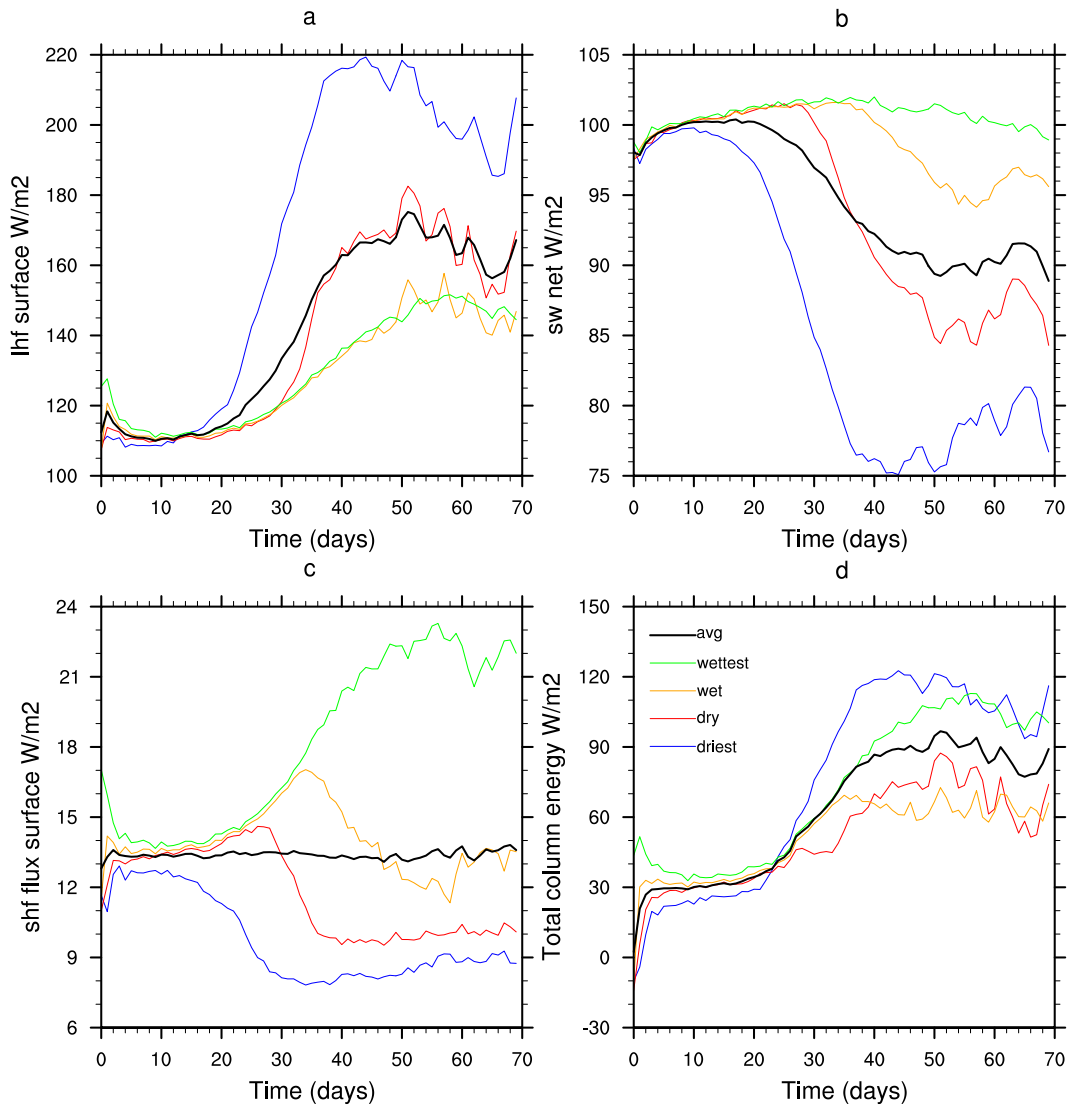 a
220
200
180
160
140
120
100
lhf surface W/m2
0 10 20 30 40 50 60 70
Time (days)
b
105
100
95
90
85
80
75
sw net W/m2
0 10 20 30 40 50 60 70
Time (days)
c
24
21
18
15
12
9
6
shf flux surface W/m2
0 10 20 30 40 50 60 70
Time (days)
d
150
120
90
60
30
0
-30
Total column energy W/m2
avg
wettest
wet
dry
driest
0 10 20 30 40 50 60 70
Time (days)